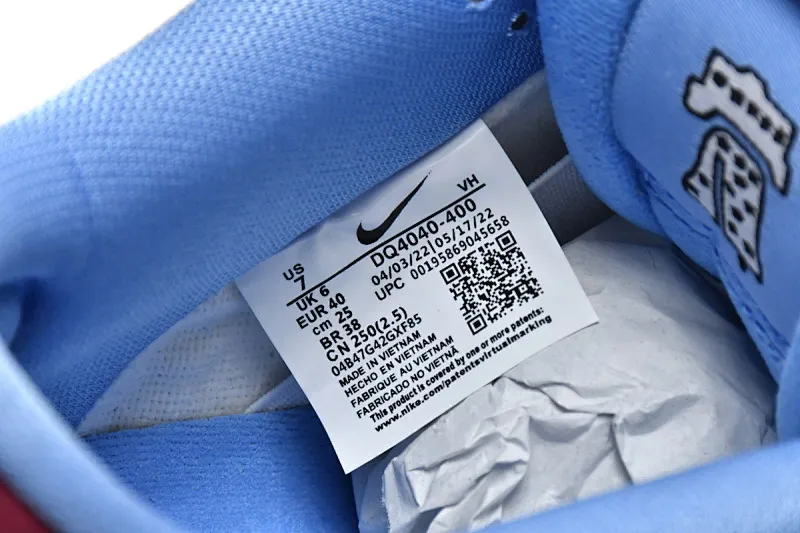 VH
DQ4040-400
04/03/22|05/17/22
UPC 00195869045658
US
7
UK 6
EUR 40
cm 25
BR 38
CN 250(2.5)
04B47G42GXF85
MADE IN VIETNAM
HECHO EN VIETNAM
FABRIQUE AU VIETNAM
FABRICADO NO VIETNÃ
This product is covered by one or more patents:
www.niko.com/patentsvirtualmarking